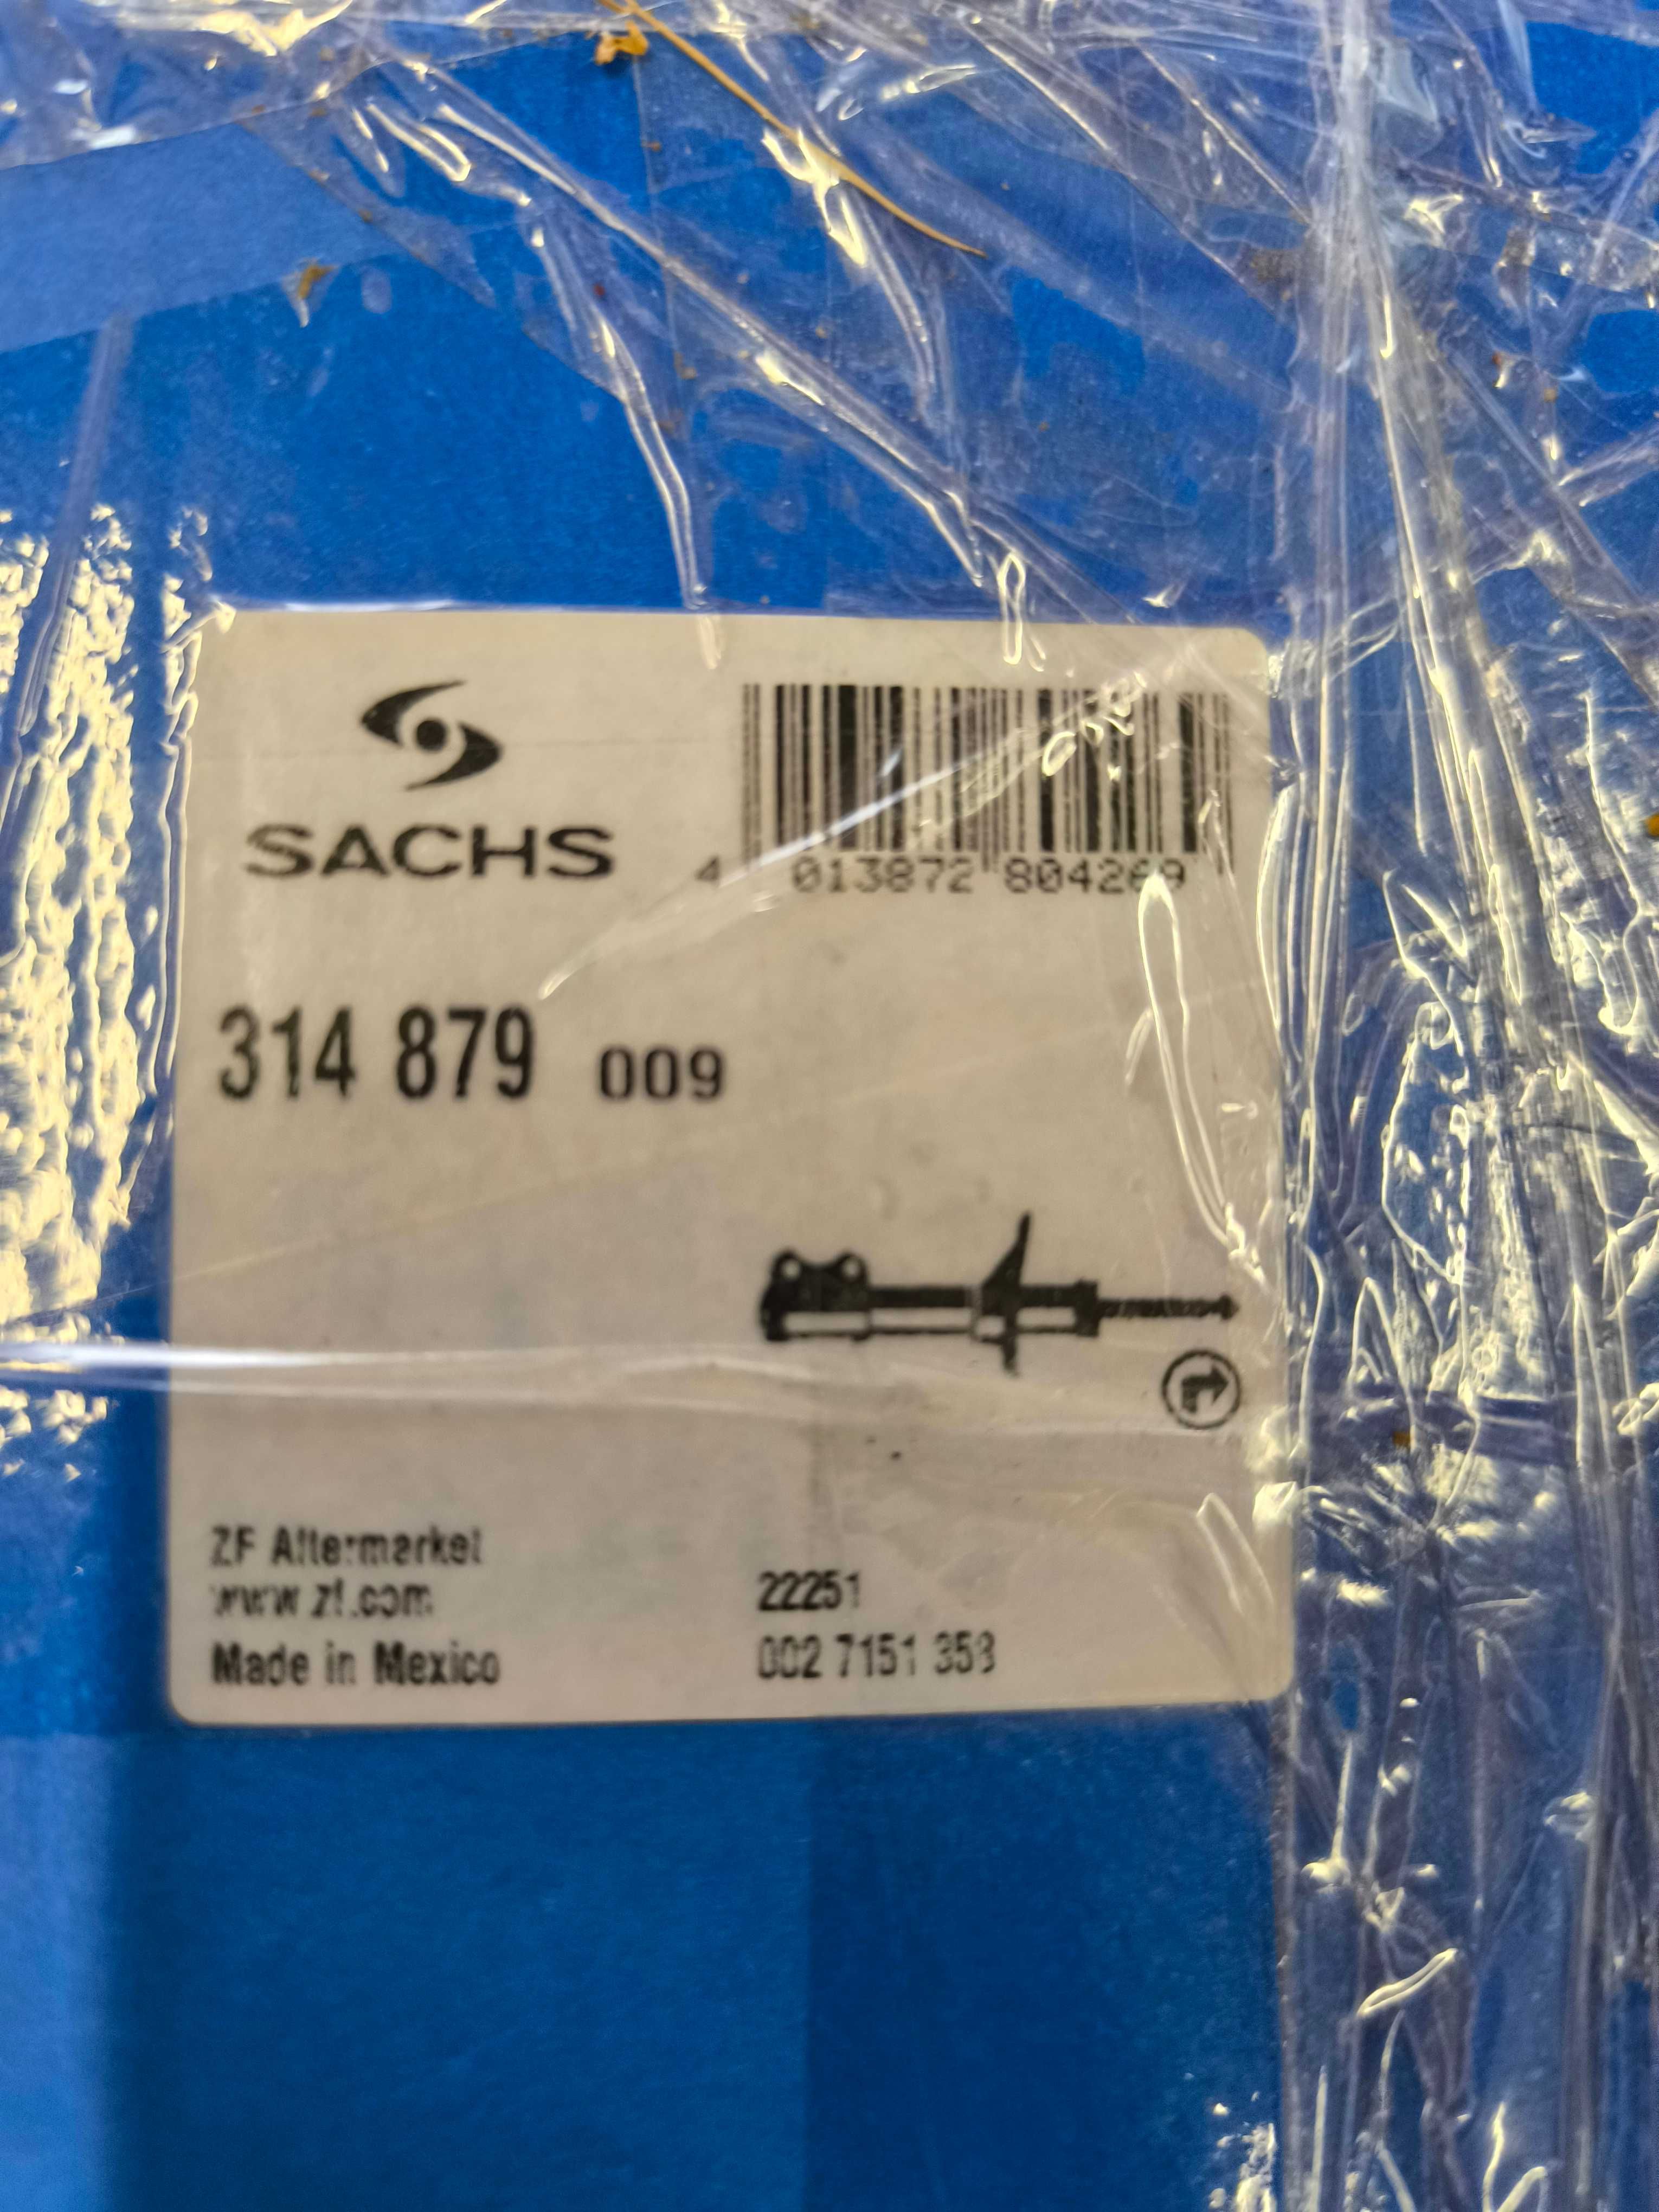 SACHS
4 013872 804269
314 879 009
ZF Aftermarket
www.zf.com
Made in Mexico
22251
002 7151 358